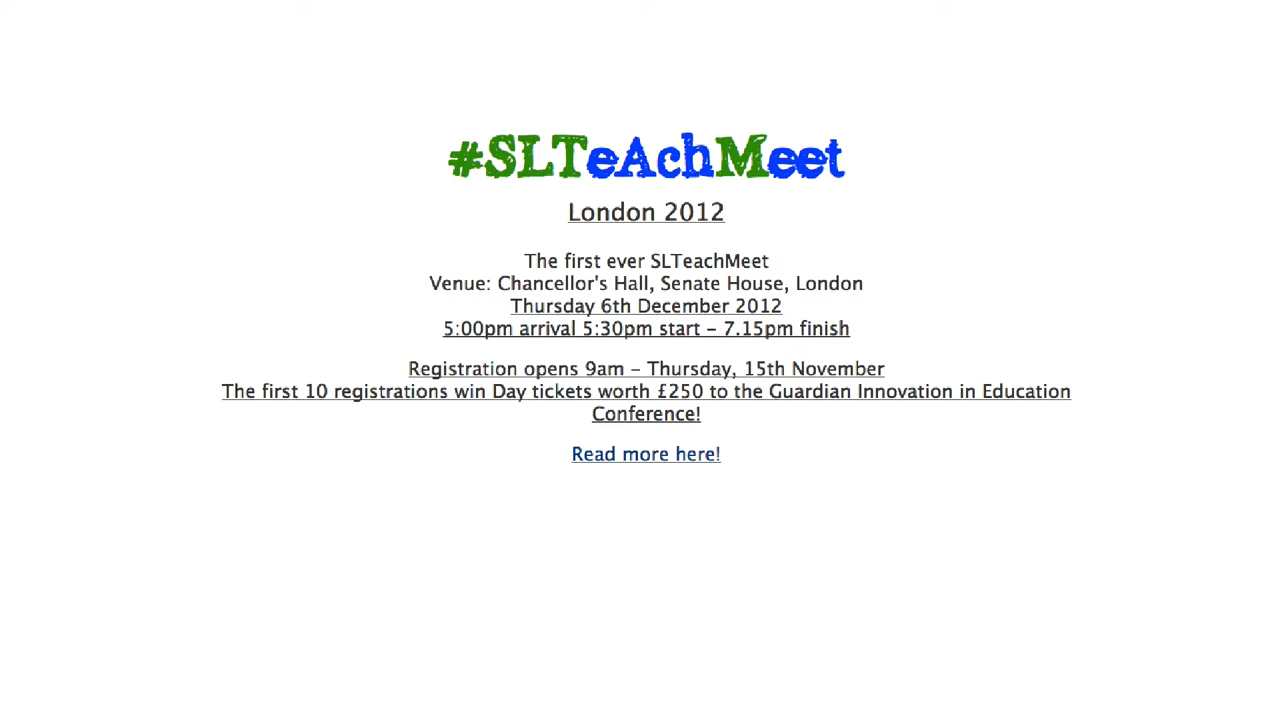 #SLTeAchMeet
London 2012
The first ever SLTeachMeet
Venue: Chancellor's Hall, Senate House, London
Thursday 6th December 2012
5:00pm arrival 5:30pm start – 7.15pm finish
Registration opens 9am – Thursday, 15th November
The first 10 registrations win Day tickets worth £250 to the Guardian Innovation in Education
Conference!
Read more here!